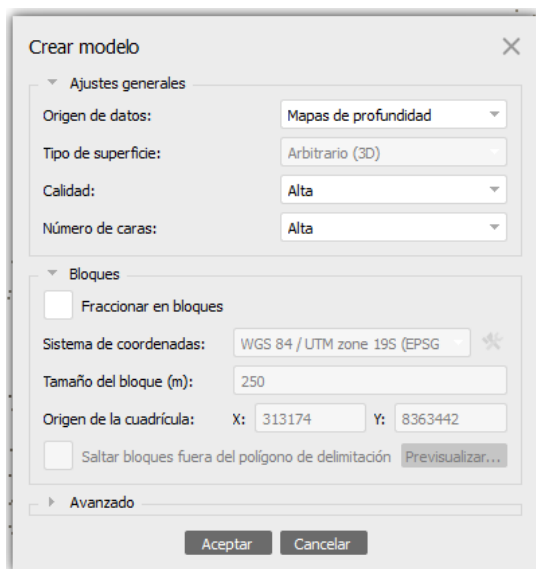 Crear modelo
Ajustes generales
Origen de datos: Mapas de profundidad
Tipo de superficie: Arbitrario (3D)
Calidad: Alta
Número de caras: Alta
Bloques
Fraccionar en bloques
Sistema de coordenadas: WGS 84 / UTM zone 19S (EPSG
Tamaño del bloque (m): 250
Origen de la cuadrícula: X: 313174 Y: 8363442
Saltar bloques fuera del polígono de delimitación Previsualizar...
Avanzado
Aceptar Cancelar